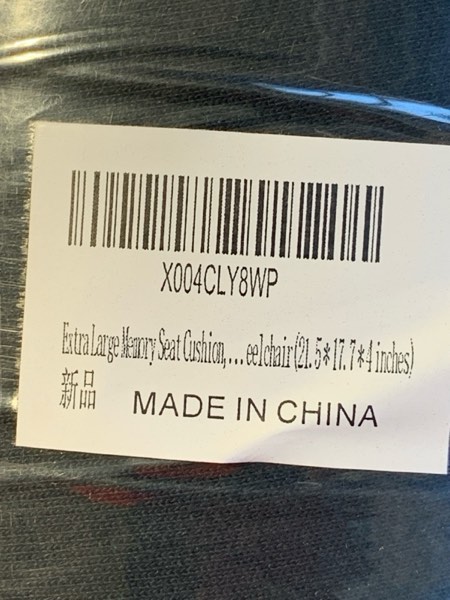 X004CLY8WP
Extra Large Memory Seat Cushion,...eelchair(21.5*17.7*4 inches)
新品
MADE IN CHINA